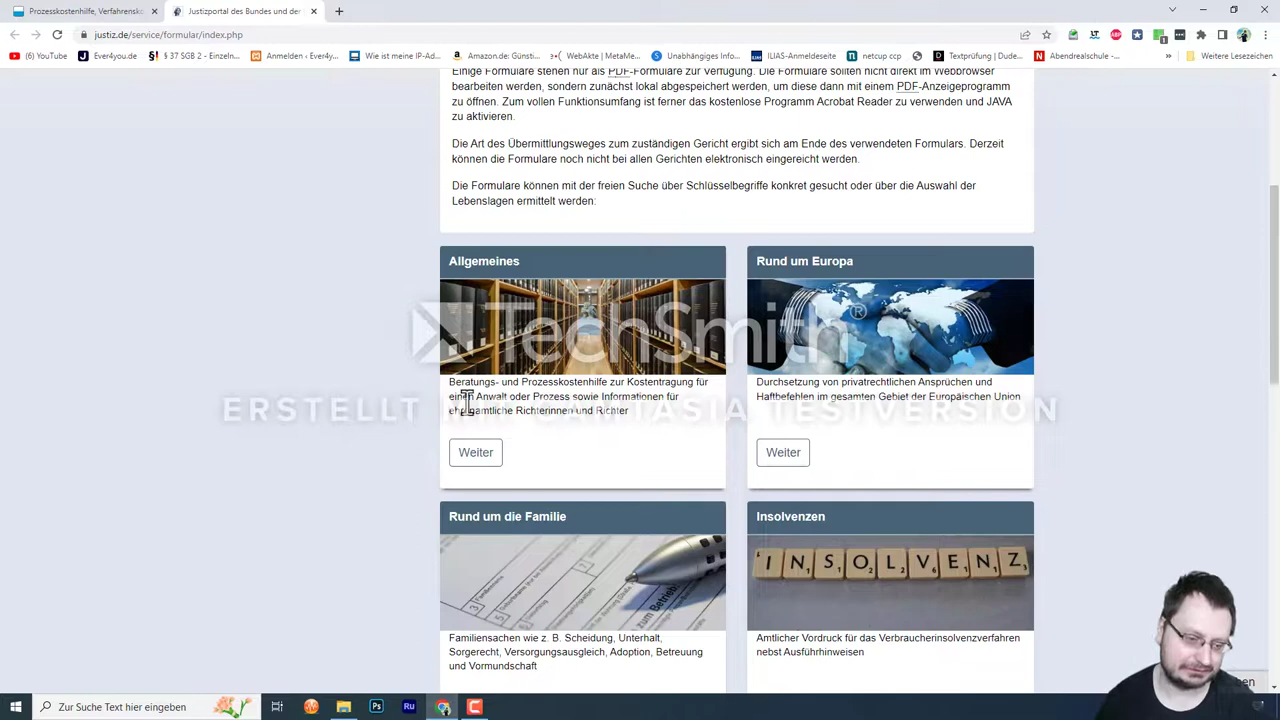 Prozesskostenhilfe, Verfahrensko
Justizportal des Bundes und der
justiz.de/service/formular/index.php
YouTube
Ever4you.de
§ 37 SGB 2 - Einzeln...
Anmelden ‹ Ever4y...
Wie ist meine IP-Ad...
Amazon.de: Günsti...
WebAkte | MetaMe...
Unabhängiges Info...
ILIAS-Anmeldeseite
netcup ccp
Textprüfung | Dude...
Abendrealschule -...
»
Weitere Lesezeichen
Einige Formulare stehen nur als PDF-Formulare zur Verfügung. Die Formulare sollten nicht direkt im Webbrowser
bearbeiten werden, sondern zunächst lokal abgespeichert werden, um diese dann mit einem PDF-Anzeigeprogramm
zu öffnen. Zum vollen Funktionsumfang ist ferner das kostenlose Programm Acrobat Reader zu verwenden und JAVA
zu aktivieren.
Die Art des Übermittlungsweges zum zuständigen Gericht ergibt sich am Ende des verwendeten Formulars. Derzeit
können die Formulare noch nicht bei allen Gerichten elektronisch eingereicht werden.
Die Formulare können mit der freien Suche über Schlüsselbegriffe konkret gesucht oder über die Auswahl der
Lebenslagen ermittelt werden:
Allgemeines
Rund um Europa
TechSmith®
Beratungs- und Prozesskostenhilfe zur Kostentragung für
einen Anwalt oder Prozess sowie Informationen für
ehrenamtliche Richterinnen und Richter
Durchsetzung von privatrechtlichen Ansprüchen und
Haftbefehlen im gesamten Gebiet der Europäischen Union
ERSTELLT MIT CAMTASIA TESTVERSION
Weiter
Weiter
Rund um die Familie
Insolvenzen
zum Betrieb
INSOLVENZ
Familiensachen wie z. B. Scheidung, Unterhalt,
Sorgerecht, Versorgungsausgleich, Adoption, Betreuung
und Vormundschaft
Amtlicher Vordruck für das Verbraucherinsolvenzverfahren
nebst Ausführhinweisen
Zur Suche Text hier eingeben
Ps
Ru